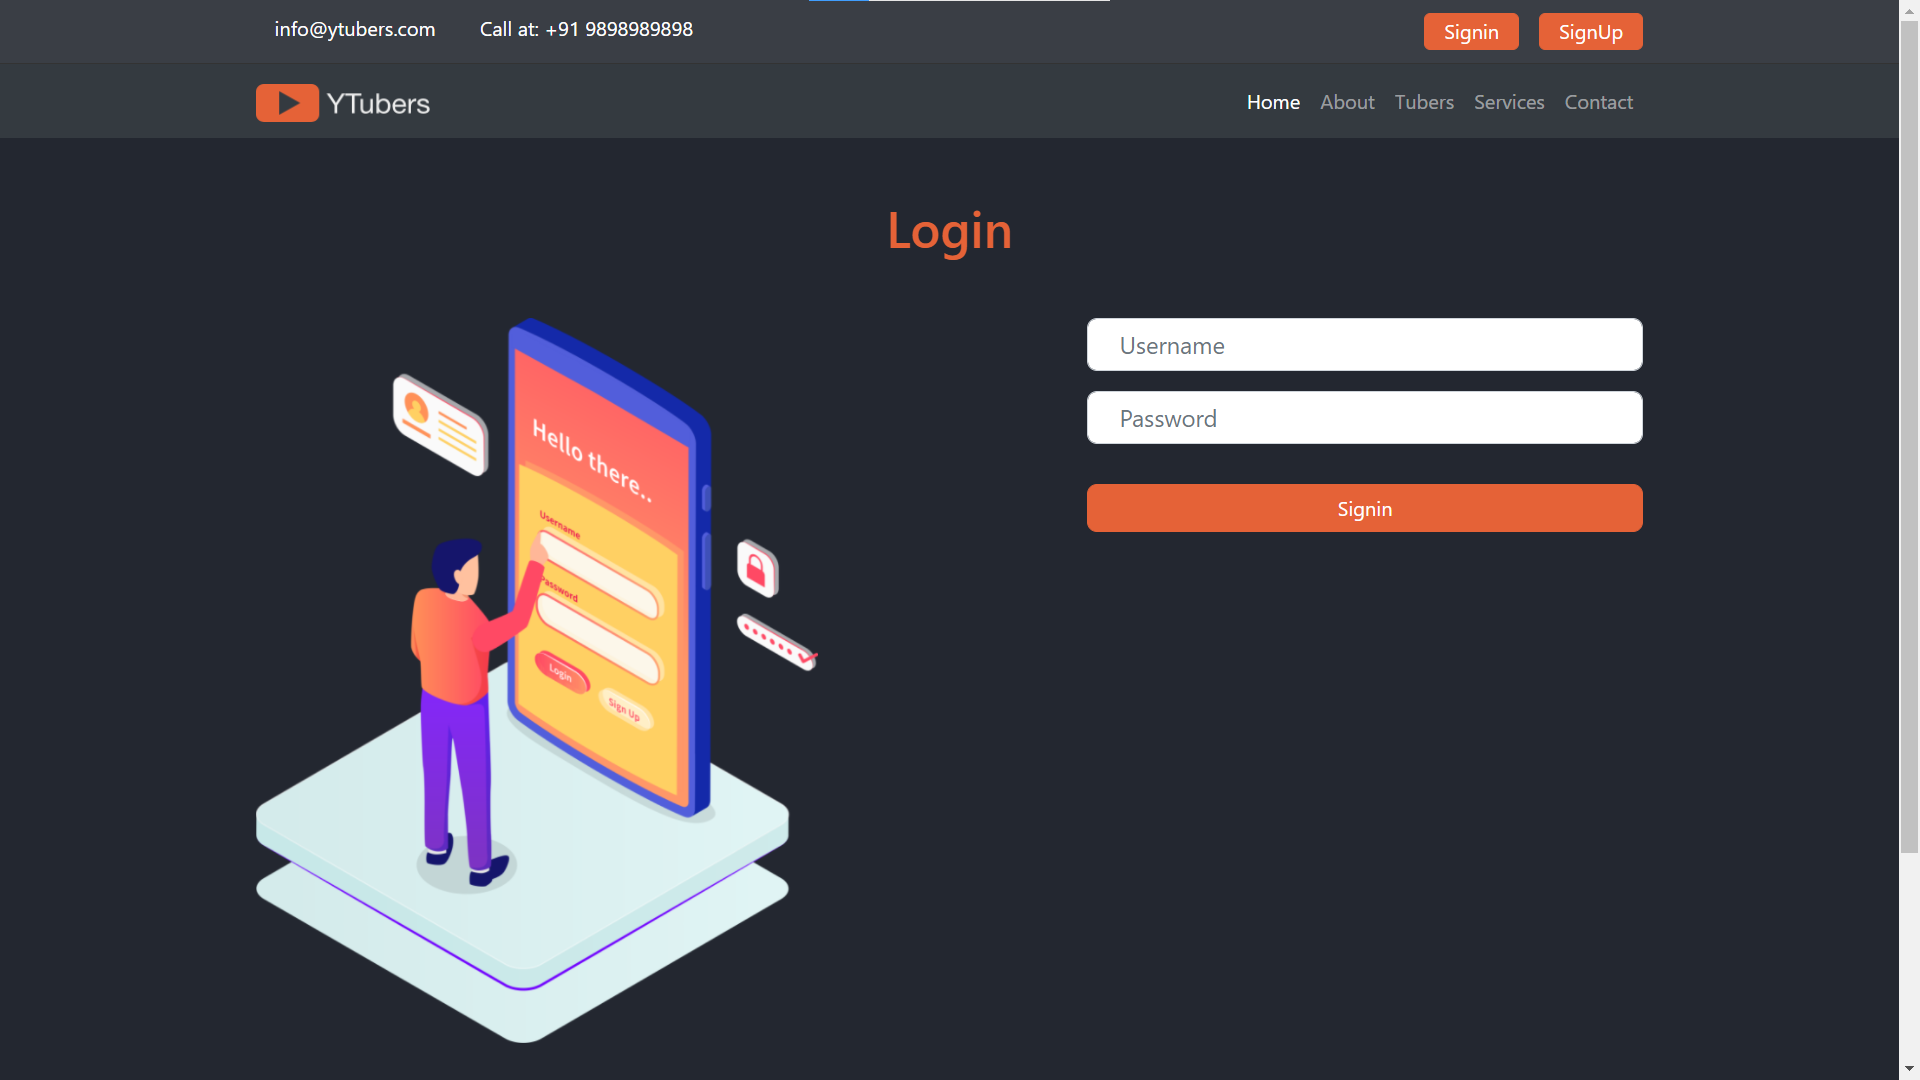 info@ytubers.com Call at: +91 9898989898 Signin SignUp
YTubers Home About Tubers Services Contact
Login
Username
Password
Signin
Hello there..
Username
Password
Login
Sign Up